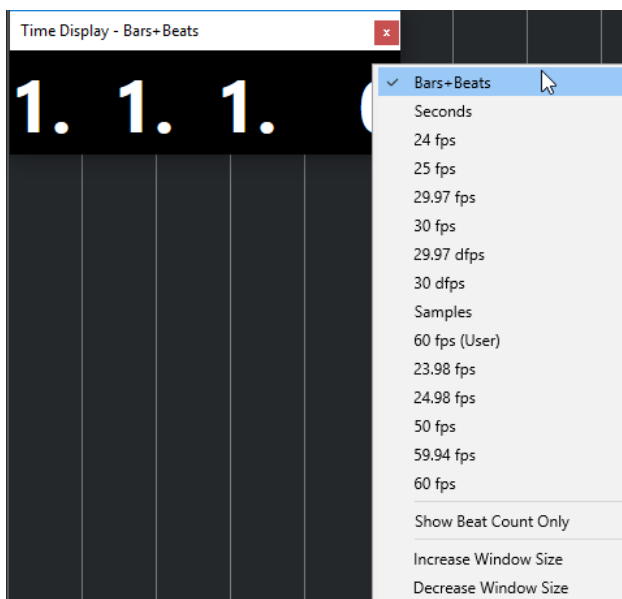 Time Display - Bars+Beats
x
1. 1. 1.
Bars+Beats
Seconds
24 fps
25 fps
29.97 fps
30 fps
29.97 dfps
30 dfps
Samples
60 fps (User)
23.98 fps
24.98 fps
50 fps
59.94 fps
60 fps
Show Beat Count Only
Increase Window Size
Decrease Window Size